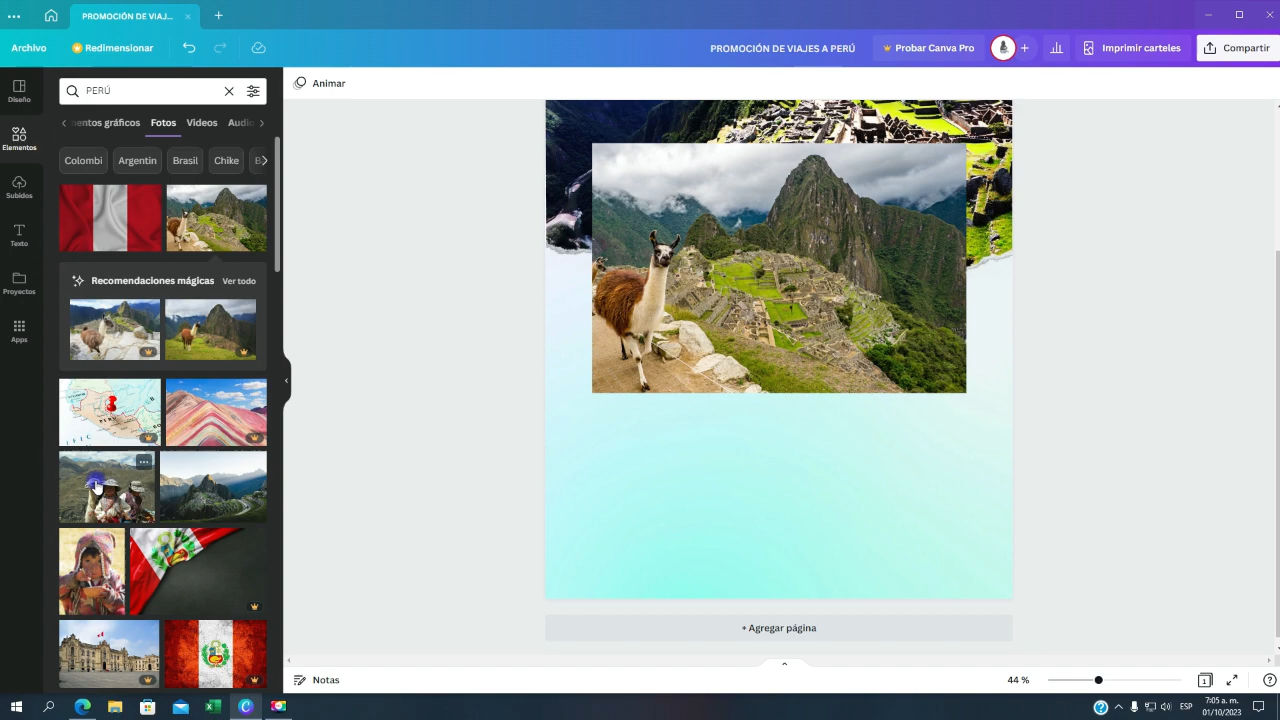 PROMOCIÓN DE VIAJ...
Archivo
Redimensionar
PROMOCIÓN DE VIAJES A PERÚ
Probar Canva Pro
Imprimir carteles
Compartir
Diseño
Elementos
Subidos
Texto
Proyectos
Apps
PERÚ
entos gráficos
Fotos
Videos
Audio
Colombi
Argentin
Brasil
Chike
B
Recomendaciones mágicas
Ver todo
Animar
+ Agregar página
Notas
44 %
1
ESP
7:05 a. m.
01/10/2023